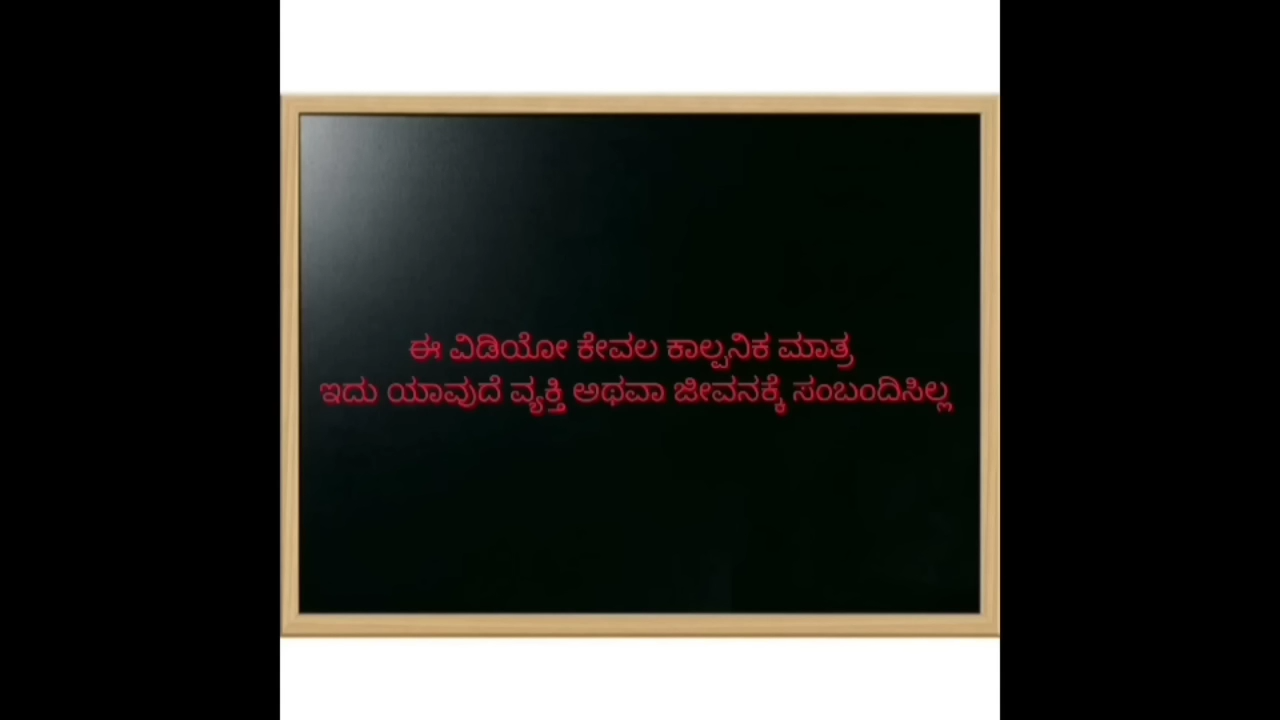 ಈ ವಿಡಿಯೋ ಕೇವಲ ಕಾಲ್ಪನಿಕ ಮಾತ್ರ
ಇದು ಯಾವುದೆ ವ್ಯಕ್ತಿ ಅಥವಾ ಜೀವನಕ್ಕೆ ಸಂಬಂದಿಸಿಲ್ಲ